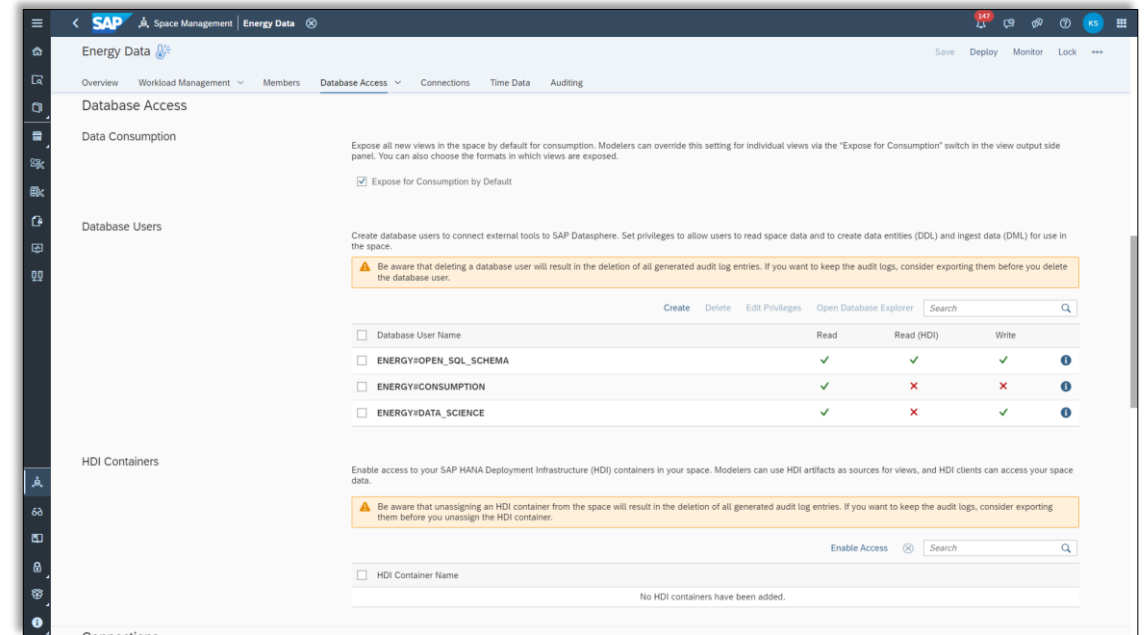 SAP Space Management Energy Data
147
KS
Energy Data
Save Deploy Monitor Lock
Overview Workload Management Members Database Access Connections Time Data Auditing
Database Access
Data Consumption
Expose all new views in the space by default for consumption. Modelers can override this setting for individual views via the "Expose for Consumption" switch in the view output side
panel. You can also choose the formats in which views are exposed.
Expose for Consumption by Default
Database Users
Create database users to connect external tools to SAP Datasphere. Set privileges to allow users to read space data and to create data entities (DDL) and ingest data (DML) for use in
the space.
Be aware that deleting a database user will result in the deletion of all generated audit log entries. If you want to keep the audit logs, consider exporting them before you delete
the database user.
Create Delete Edit Privileges Open Database Explorer Search
Database User Name Read Read (HDI) Write
ENERGY#OPEN_SQL_SCHEMA
ENERGY#CONSUMPTION
ENERGY#DATA_SCIENCE
HDI Containers
Enable access to your SAP HANA Deployment Infrastructure (HDI) containers in your space. Modelers can use HDI artifacts as sources for views, and HDI clients can access your space
data.
Be aware that unassigning an HDI container from the space will result in the deletion of all generated audit log entries. If you want to keep the audit logs, consider exporting
them before you unassign the HDI container.
Enable Access Search
HDI Container Name
No HDI containers have been added.
Connections